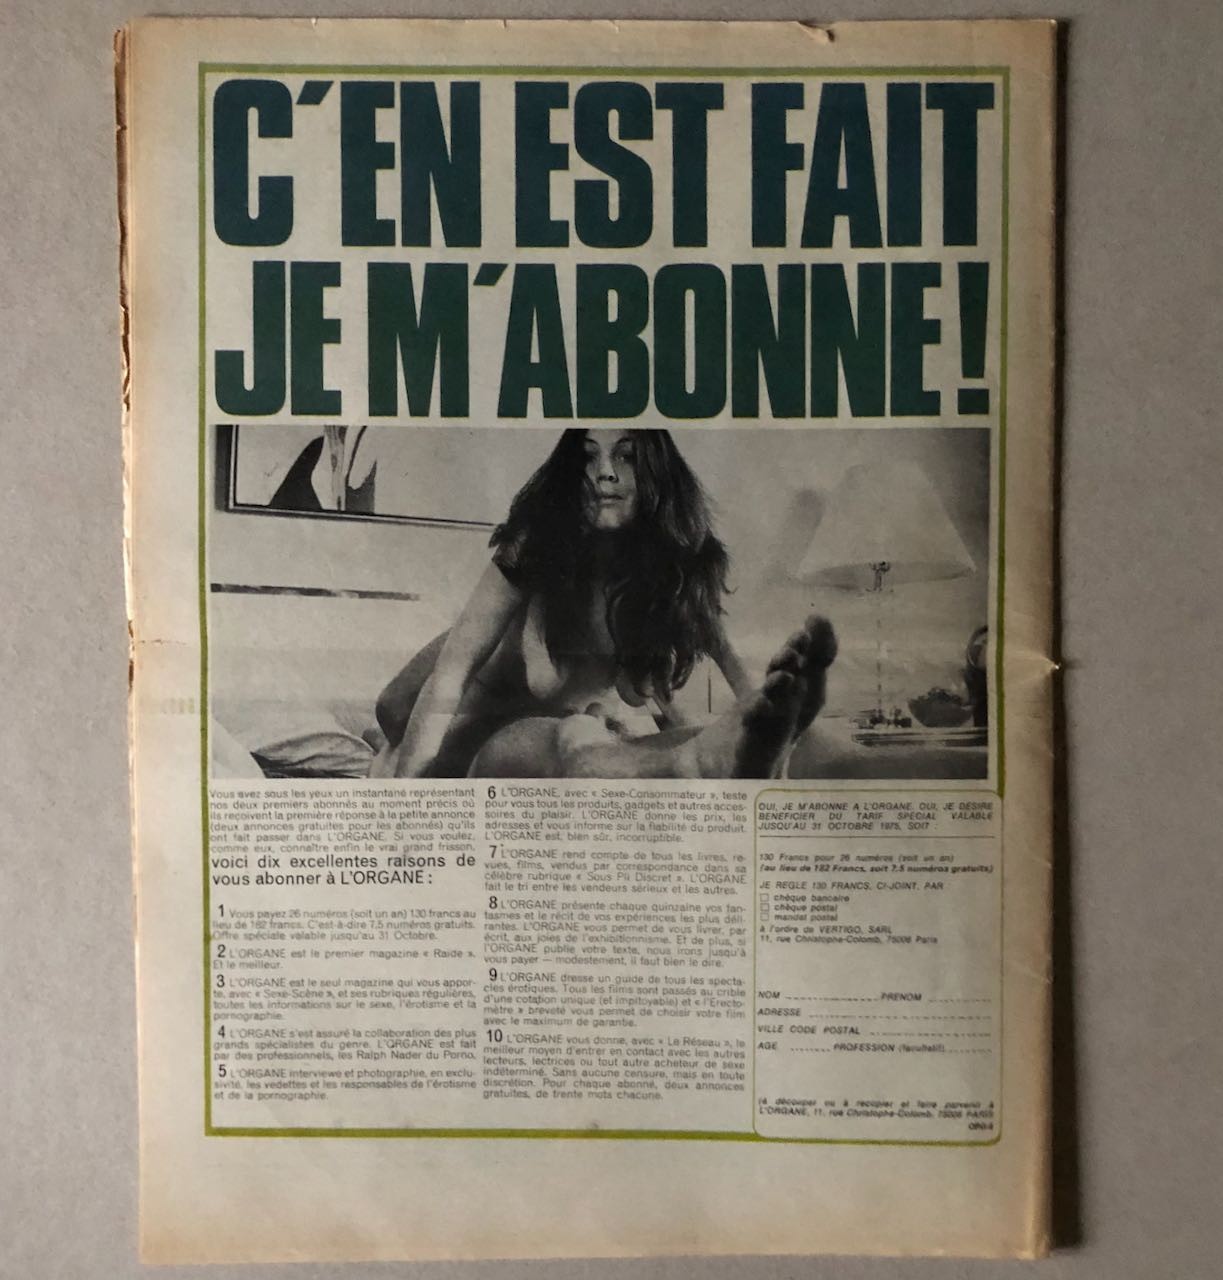 C'EN EST FAIT
JE M'ABONNE!
Vous avez sous les yeux un instantané représentant
nos deux premiers abonnés au moment précis où
ils reçoivent la première réponse à la petite annonce
(deux annonces gratuites pour les abonnés) qu'ils
ont fait passer dans L'ORGANE. Si vous voulez,
comme eux, connaître enfin le vrai grand frisson,
voici dix excellentes raisons de
vous abonner à L'ORGANE :
1 Vous payez 26 numéros (soit un an) 130 francs au
lieu de 182 francs. C'est-à-dire 7,5 numéros gratuits.
Offre spéciale valable jusqu'au 31 Octobre.
2 L'ORGANE est le premier magazine « Raide ».
Et le meilleur.
3 L'ORGANE est le seul magazine qui vous appor-
te, avec « Sexe-Scène », et ses rubriques régulières,
toutes les informations sur le sexe, l'érotisme et la
pornographie.
4 L'ORGANE s'est assuré la collaboration des plus
grands spécialistes du genre. L'ORGANE est fait
par des professionnels, les Ralph Nader du Porno.
5 L'ORGANE interviewe et photographie, en exclu-
sivité, les vedettes et les responsables de l'érotisme
et de la pornographie.
6 L'ORGANE, avec « Sexe-Consommateur », teste
pour vous tous les produits, gadgets et autres acces-
soires du plaisir. L'ORGANE donne les prix, les
adresses et vous informe sur la fiabilité du produit.
L'ORGANE est, bien sûr, incorruptible.
7 L'ORGANE rend compte de tous les livres, re-
vues, films, vendus par correspondance dans sa
célèbre rubrique « Sous Pli Discret ». L'ORGANE
fait le tri entre les vendeurs sérieux et les autres.
8 L'ORGANE présente chaque quinzaine vos fan-
tasmes et le récit de vos expériences les plus déli-
rantes. L'ORGANE vous permet de vous livrer, par
écrit, aux joies de l'exhibitionnisme. Et de plus, si
l'ORGANE publie votre texte, nous irons jusqu'à
vous payer — modestement, il faut bien le dire.
9 L'ORGANE dresse un guide de tous les specta-
cles érotiques. Tous les films sont passés au crible
d'une cotation unique (et impitoyable) et « l'Erecto-
mètre » breveté vous permet de choisir votre film
avec le maximum de garantie.
10 L'ORGANE vous donne, avec « Le Réseau », le
meilleur moyen d'entrer en contact avec les autres
lecteurs, lectrices ou tout autre acheteur de sexe
indéterminé. Sans aucune censure, mais en toute
discrétion. Pour chaque abonné, deux annonces
gratuites, de trente mots chacune.
OUI, JE M'ABONNE A L'ORGANE. OUI, JE DESIRE
BENEFICIER DU TARIF SPECIAL VALABLE
JUSQU'AU 31 OCTOBRE 1975, SOIT :
130 Francs pour 26 numéros (soit un an)
(au lieu de 182 Francs, soit 7,5 numéros gratuits)
JE REGLE 130 FRANCS, CI-JOINT, PAR :
chèque bancaire
chèque postal
mandat postal
à l'ordre de VERTIGO, SARL
11, rue Christophe-Colomb, 75008 Paris
NOM PRENOM
ADRESSE
VILLE CODE POSTAL
AGE PROFESSION (facultatif)
(à découper ou à recopier et faire parvenir à
L'ORGANE, 11, rue Christophe-Colomb, 75008 PARIS